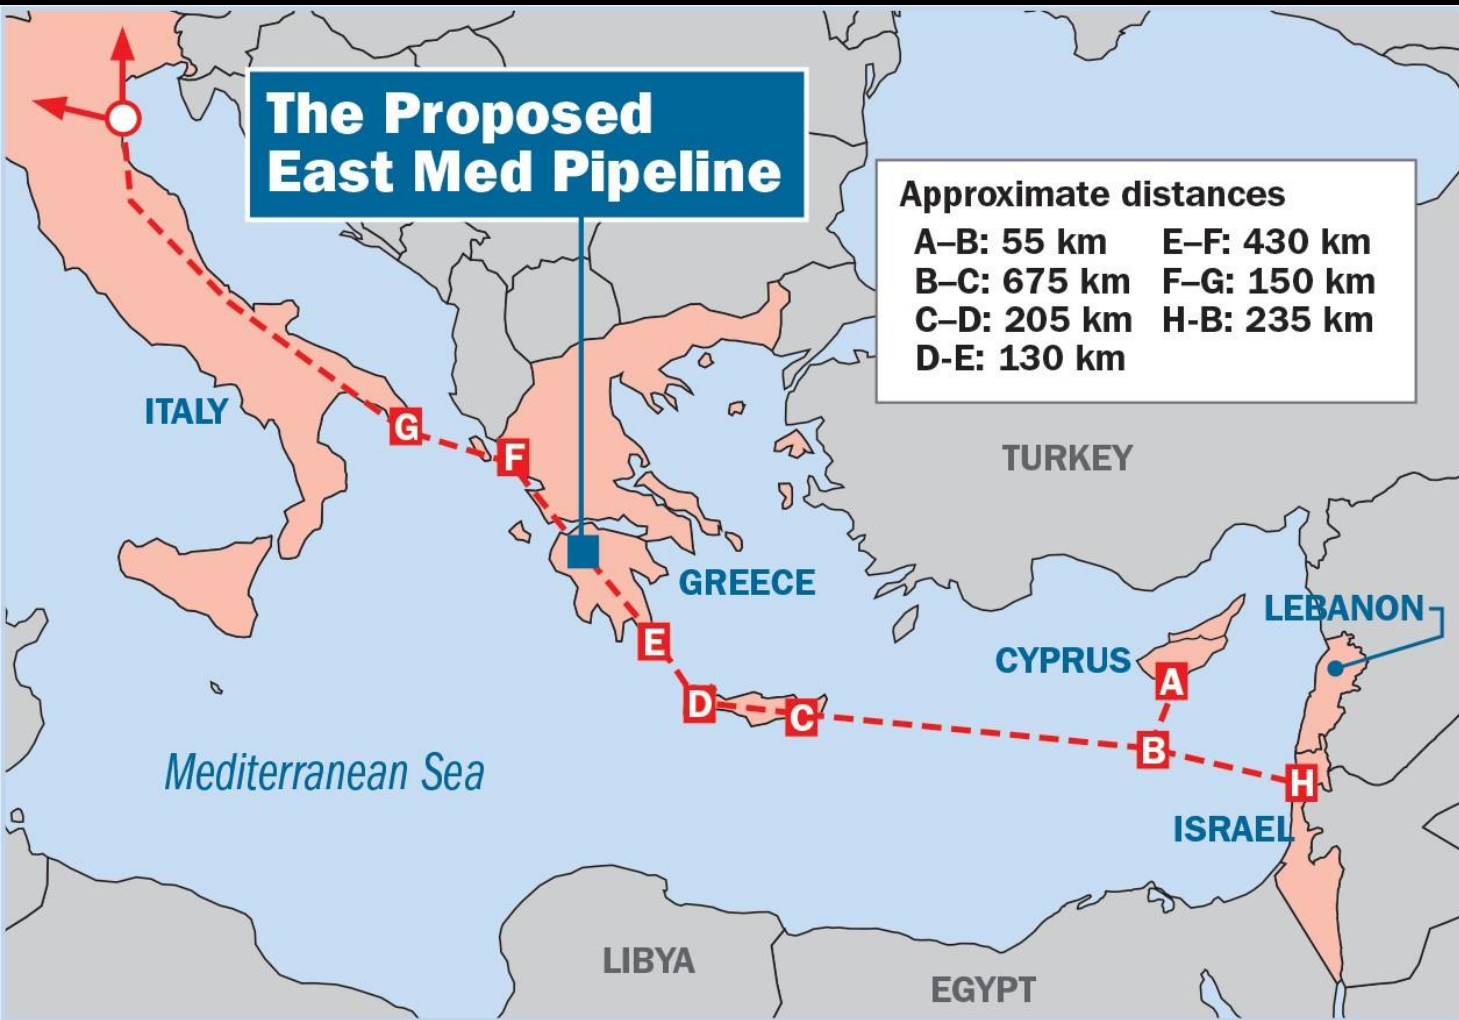 The Proposed
East Med Pipeline
Approximate distances
A–B: 55 km E–F: 430 km
B–C: 675 km F–G: 150 km
C–D: 205 km H-B: 235 km
D-E: 130 km
ITALY
G
F
TURKEY
GREECE
LEBANON
E
CYPRUS
A
D
C
B
H
Mediterranean Sea
ISRAEL
LIBYA
EGYPT